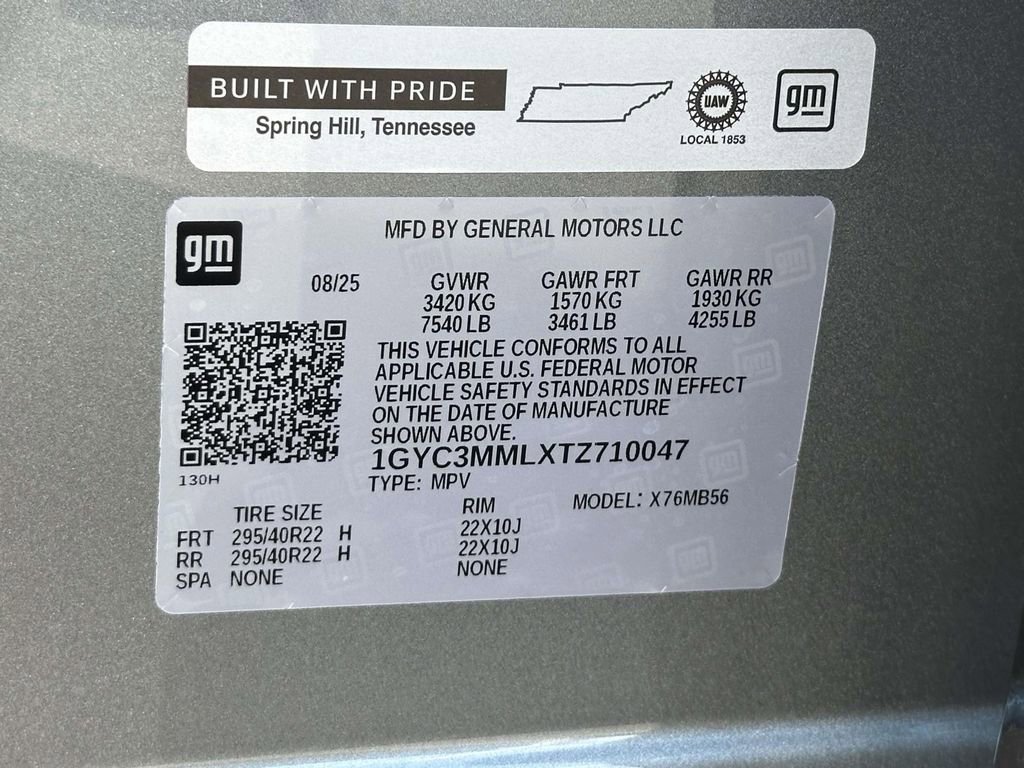 BUILT WITH PRIDE
Spring Hill, Tennessee
UAW
LOCAL 1853
gm
gm
MFD BY GENERAL MOTORS LLC
08/25 GVWR GAWR FRT GAWR RR
3420 KG 1570 KG 1930 KG
7540 LB 3461 LB 4255 LB
THIS VEHICLE CONFORMS TO ALL
APPLICABLE U.S. FEDERAL MOTOR
VEHICLE SAFETY STANDARDS IN EFFECT
ON THE DATE OF MANUFACTURE
SHOWN ABOVE.
1GYC3MMLXTZ710047
130H
TYPE: MPV
MODEL: X76MB56
TIRE SIZE RIM
FRT 295/40R22 H 22X10J
RR 295/40R22 H 22X10J
SPA NONE NONE